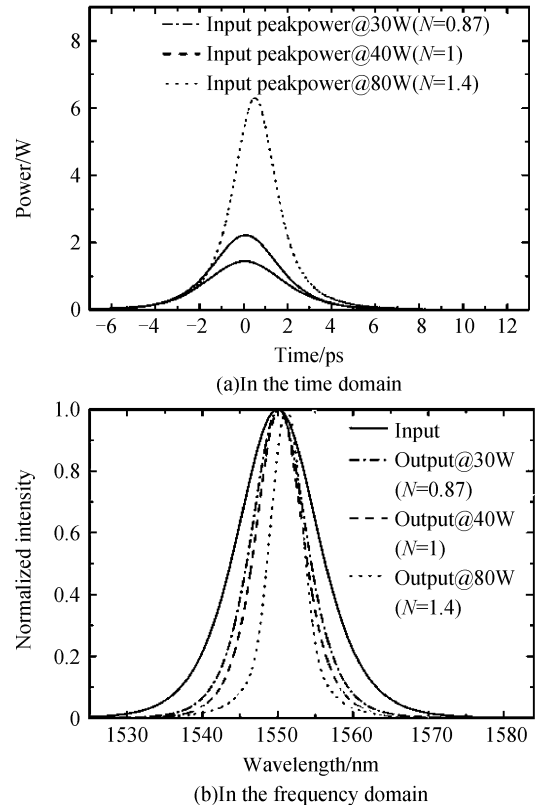 8
6
4
2
0
Power/W
Input peakpower@30W(N=0.87)
Input peakpower@40W(N=1)
Input peakpower@80W(N=1.4)
−6 −4 −2 0 2 4 6 8 10 12
Time/ps
(a)In the time domain
1.0
0.8
0.6
0.4
0.2
0
Normalized intensity
Input
Output@30W
(N=0.87)
Output@40W
(N=1)
Output@80W
(N=1.4)
1530 1540 1550 1560 1570 1580
Wavelength/nm
(b)In the frequency domain